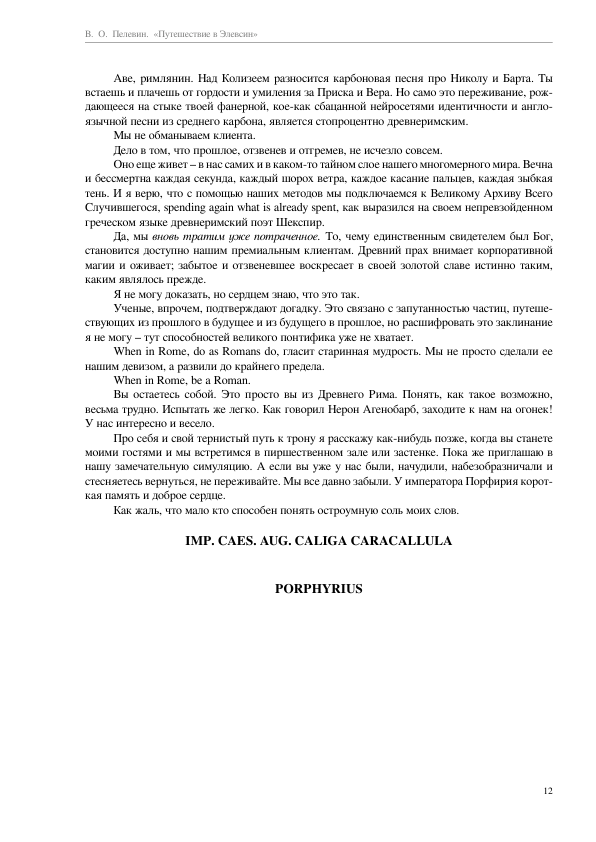 В. О. Пелевин. «Путешествие в Элевсин»
Аве, римлянин. Над Колизеем разносится карбоновая песня про Николу и Барта. Ты
встаешь и плачешь от гордости и умиления за Приска и Вера. Но само это переживание, рож-
дающееся на стыке твоей фанерной, кое-как сбацанной нейросетями идентичности и англо-
язычной песни из среднего карбона, является стопроцентно древнеримским.
Мы не обманываем клиента.
Дело в том, что прошлое, отзвенев и отгремев, не исчезло совсем.
Оно еще живет – в нас самих и в каком-то тайном слое нашего многомерного мира. Вечна
и бессмертна каждая секунда, каждый шорох ветра, каждое касание пальцев, каждая зыбкая
тень. И я верю, что с помощью наших методов мы подключаемся к Великому Архиву Всего
Случившегося, spending again what is already spent, как выразился на своем непревзойденном
греческом языке древнеримский поэт Шекспир.
Да, мы вновь тратим уже потраченное. То, чему единственным свидетелем был Бог,
становится доступно нашим премиальным клиентам. Древний прах внимает корпоративной
магии и оживает; забытое и отзвеневшее воскресает в своей золотой славе истинно таким,
каким являлось прежде.
Я не могу доказать, но сердцем знаю, что это так.
Ученые, впрочем, подтверждают догадку. Это связано с запутанностью частиц, путеше-
ствующих из прошлого в будущее и из будущего в прошлое, но расшифровать это заклинание
я не могу – тут способностей великого понтифика уже не хватает.
When in Rome, do as Romans do, гласит старинная мудрость. Мы не просто сделали ее
нашим девизом, а развили до крайнего предела.
When in Rome, be a Roman.
Вы остаетесь собой. Это просто вы из Древнего Рима. Понять, как такое возможно,
весьма трудно. Испытать же легко. Как говорил Нерон Агенобарб, заходите к нам на огонек!
У нас интересно и весело.
Про себя и свой тернистый путь к трону я расскажу как-нибудь позже, когда вы станете
моими гостями и мы встретимся в пиршественном зале или застенке. Пока же приглашаю в
нашу замечательную симуляцию. А если вы уже у нас были, начудили, набезобразничали и
стесняетесь вернуться, не переживайте. Мы все давно забыли. У императора Порфирия корот-
кая память и доброе сердце.
Как жаль, что мало кто способен понять остроумную соль моих слов.
IMP. CAES. AUG. CALIGA CARACALLULA
PORPHYRIUS
12